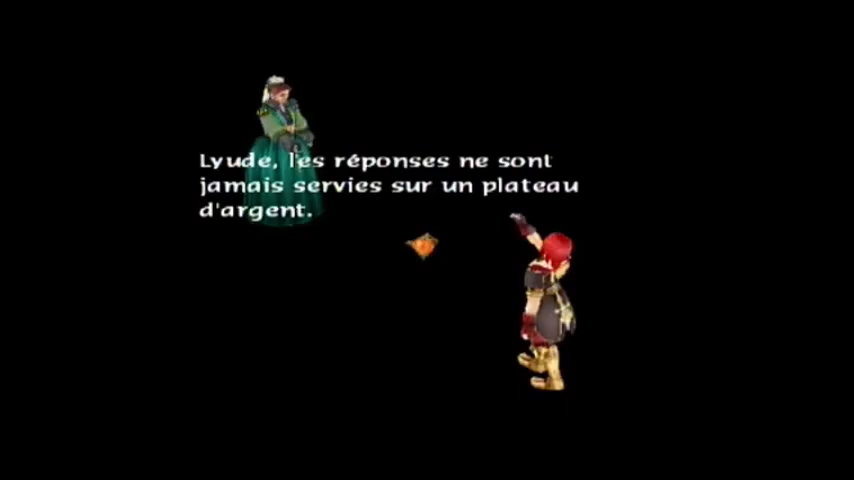 Lyude, les réponses ne sont
jamais servies sur un plateau
d'argent.